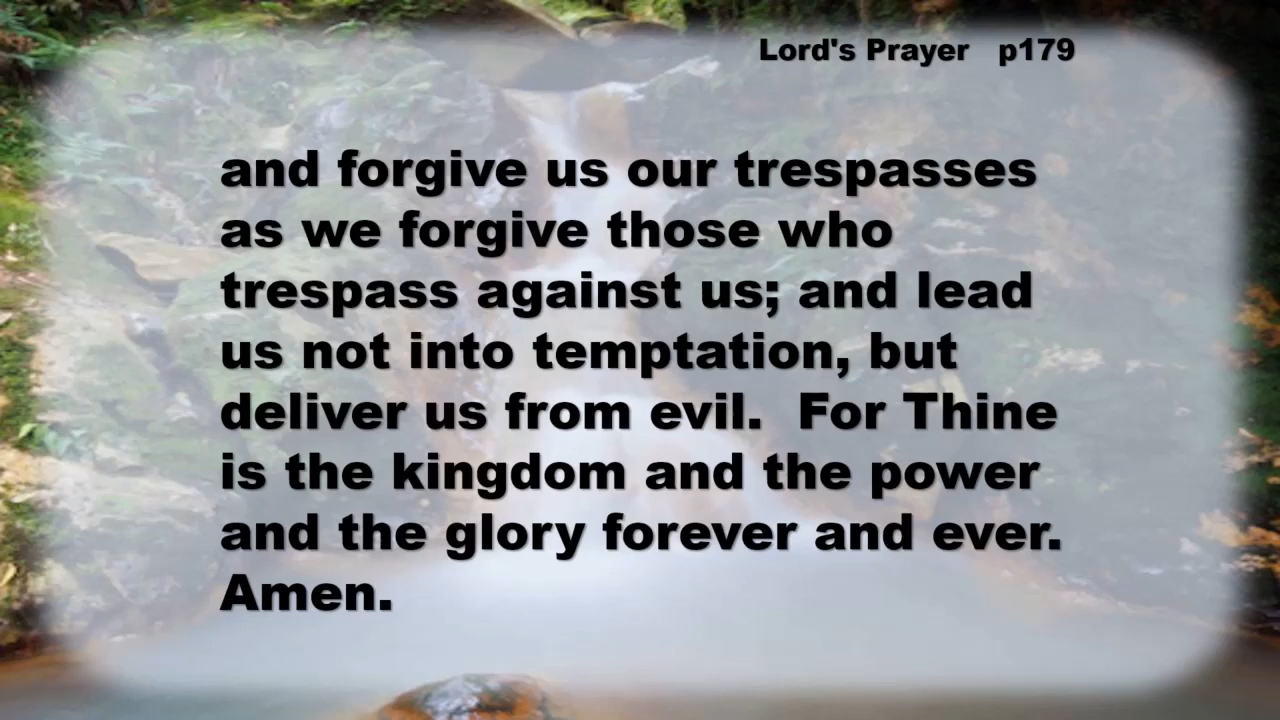 Lord's Prayer   p179
and forgive us our trespasses
as we forgive those who
trespass against us; and lead
us not into temptation, but
deliver us from evil.  For Thine
is the kingdom and the power
and the glory forever and ever.
Amen.